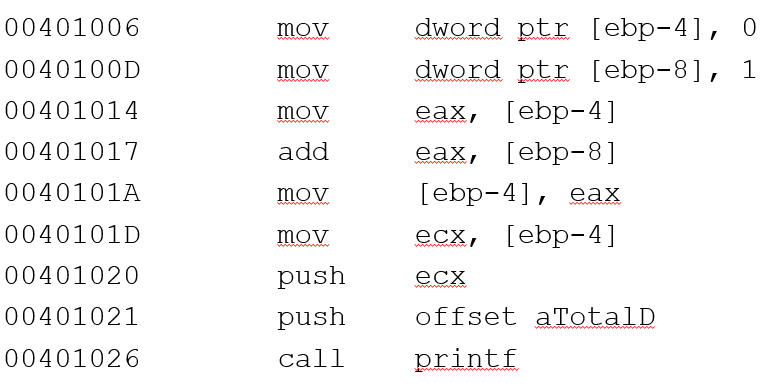 00401006 mov dword ptr [ebp-4], 0
0040100D mov dword ptr [ebp-8], 1
00401014 mov eax, [ebp-4]
00401017 add eax, [ebp-8]
0040101A mov [ebp-4], eax
0040101D mov ecx, [ebp-4]
00401020 push ecx
00401021 push offset aTotalD
00401026 call printf